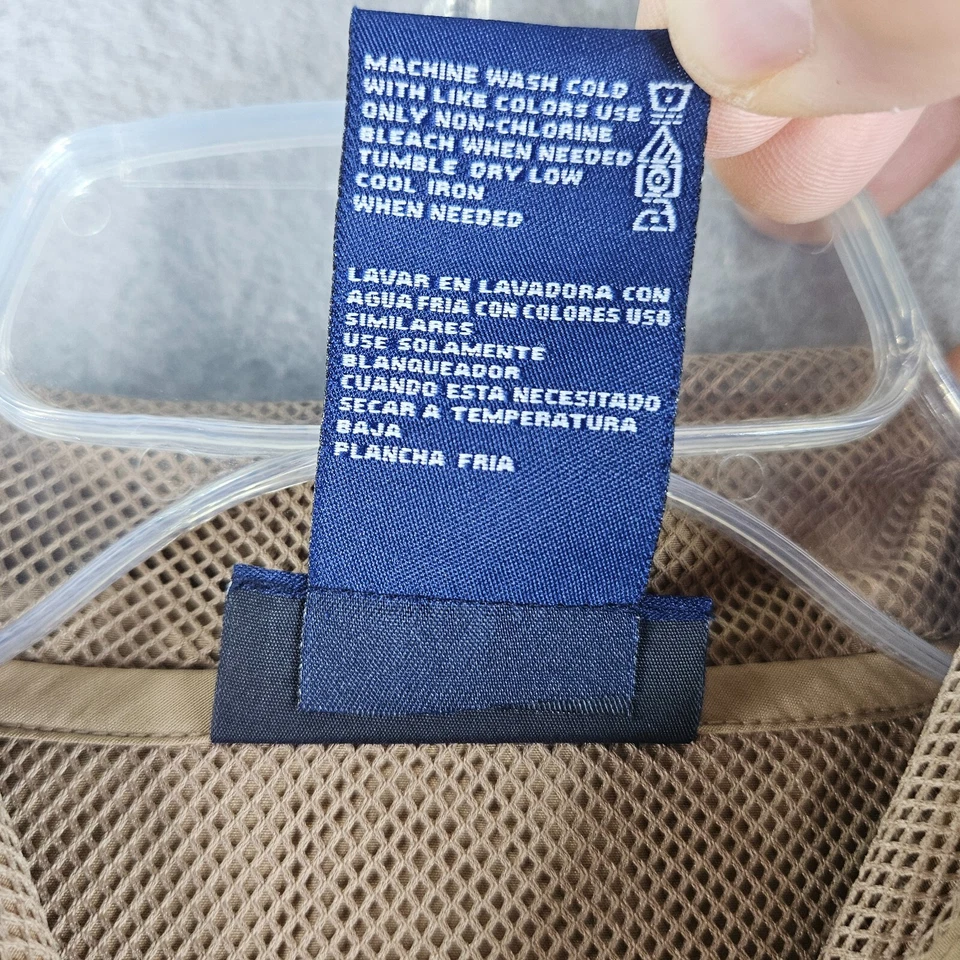 MACHINE WASH COLD
WITH LIKE COLORS USE
ONLY NON-CHLORINE
BLEACH WHEN NEEDED
TUMBLE DRY LOW
COOL IRON
WHEN NEEDED
LAVAR EN LAVADORA CON
AGUA FRIA CON COLORES USO
SIMILARES
USE SOLAMENTE
BLANQUEADOR
CUANDO ESTA NECESITADO
SECAR A TEMPERATURA
BAJA
PLANCHA FRIA